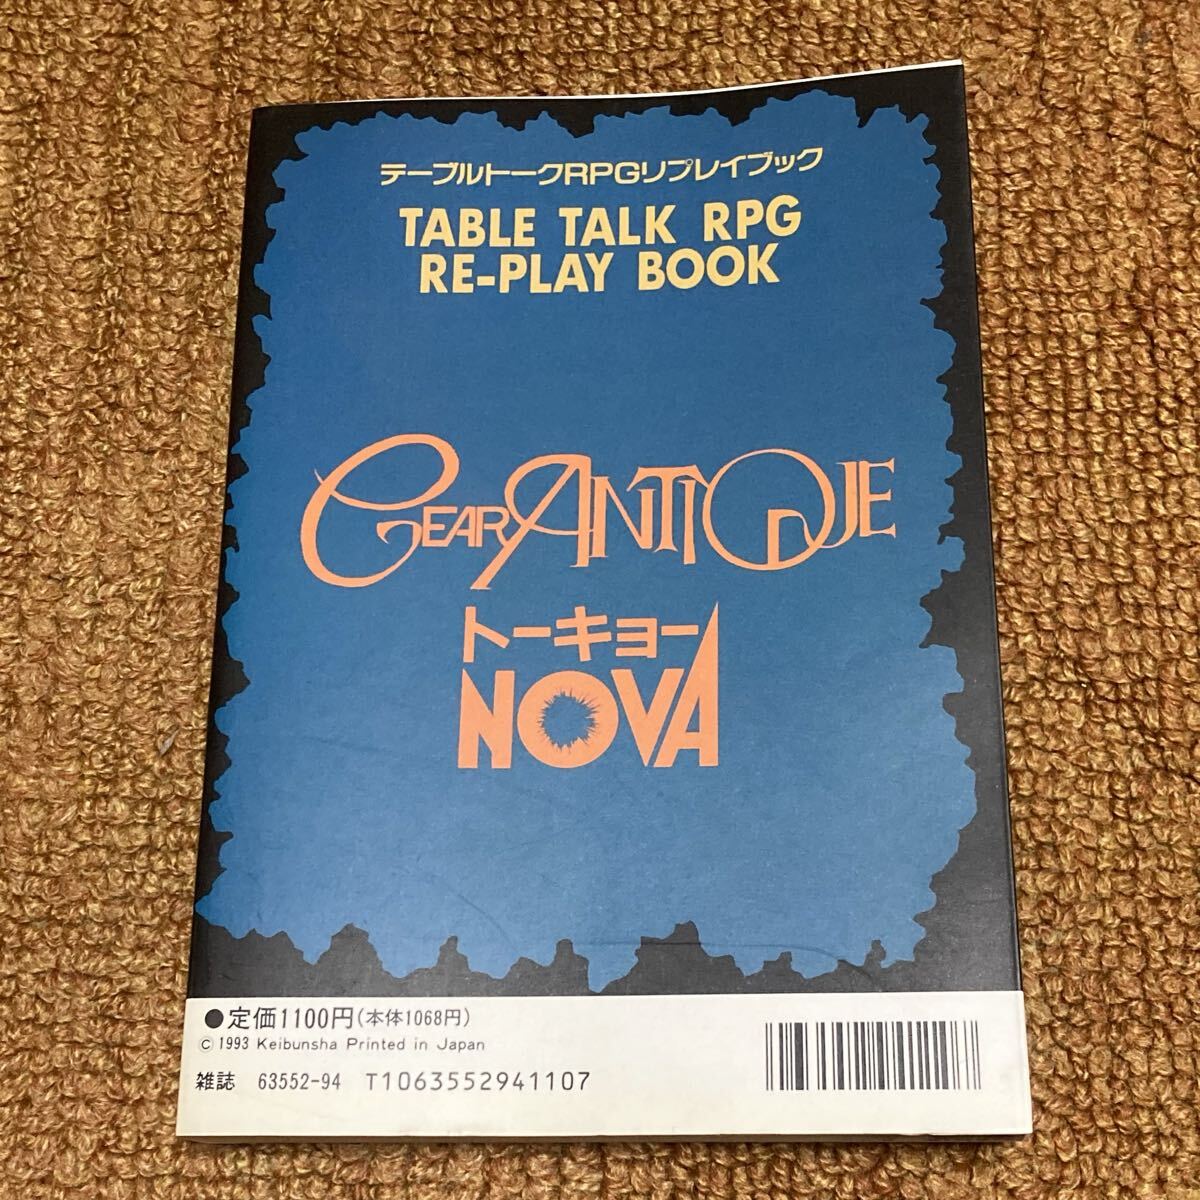 テーブルトークRPGリプレイブック
TABLE TALK RPG
RE-PLAY BOOK
GEAR ANTIQUE
トーキョー
NOVA
●定価1100円(本体1068円)
© 1993 Keibunsha Printed in Japan
雑誌 63552-94 T1063552941107